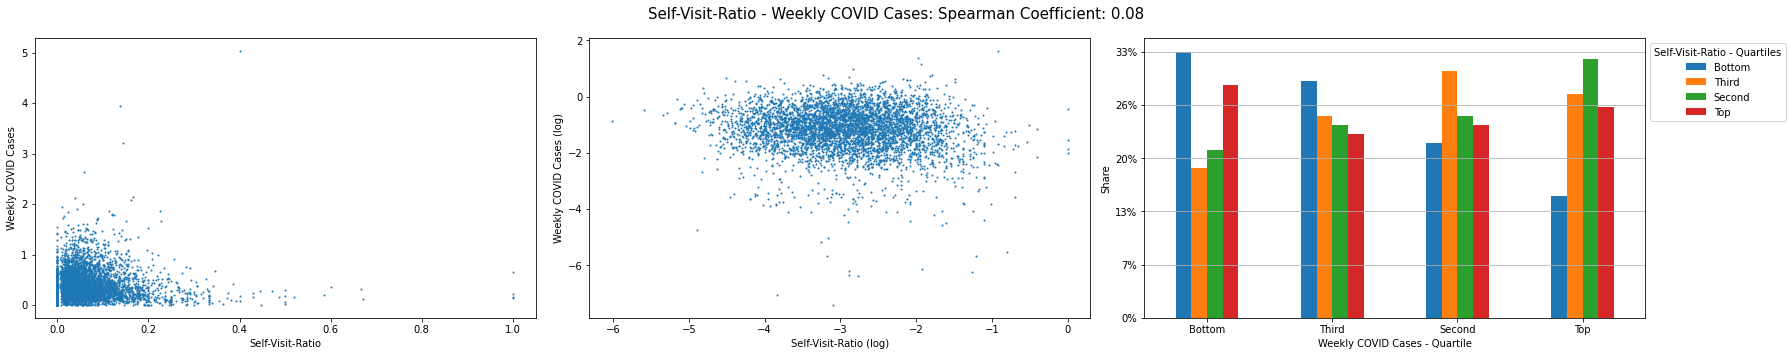 Self-Visit-Ratio - Weekly COVID Cases: Spearman Coefficient: 0.08
Weekly COVID Cases
5
4
3
2
1
0
0.0 0.2 0.4 0.6 0.8 1.0
Self-Visit-Ratio
Weekly COVID Cases (log)
2
0
−2
−4
−6
−6 −5 −4 −3 −2 −1 0
Self-Visit-Ratio (log)
Share
33%
26%
20%
13%
7%
0%
Bottom Third Second Top
Weekly COVID Cases - Quartile
Self-Visit-Ratio - Quartiles
Bottom
Third
Second
Top